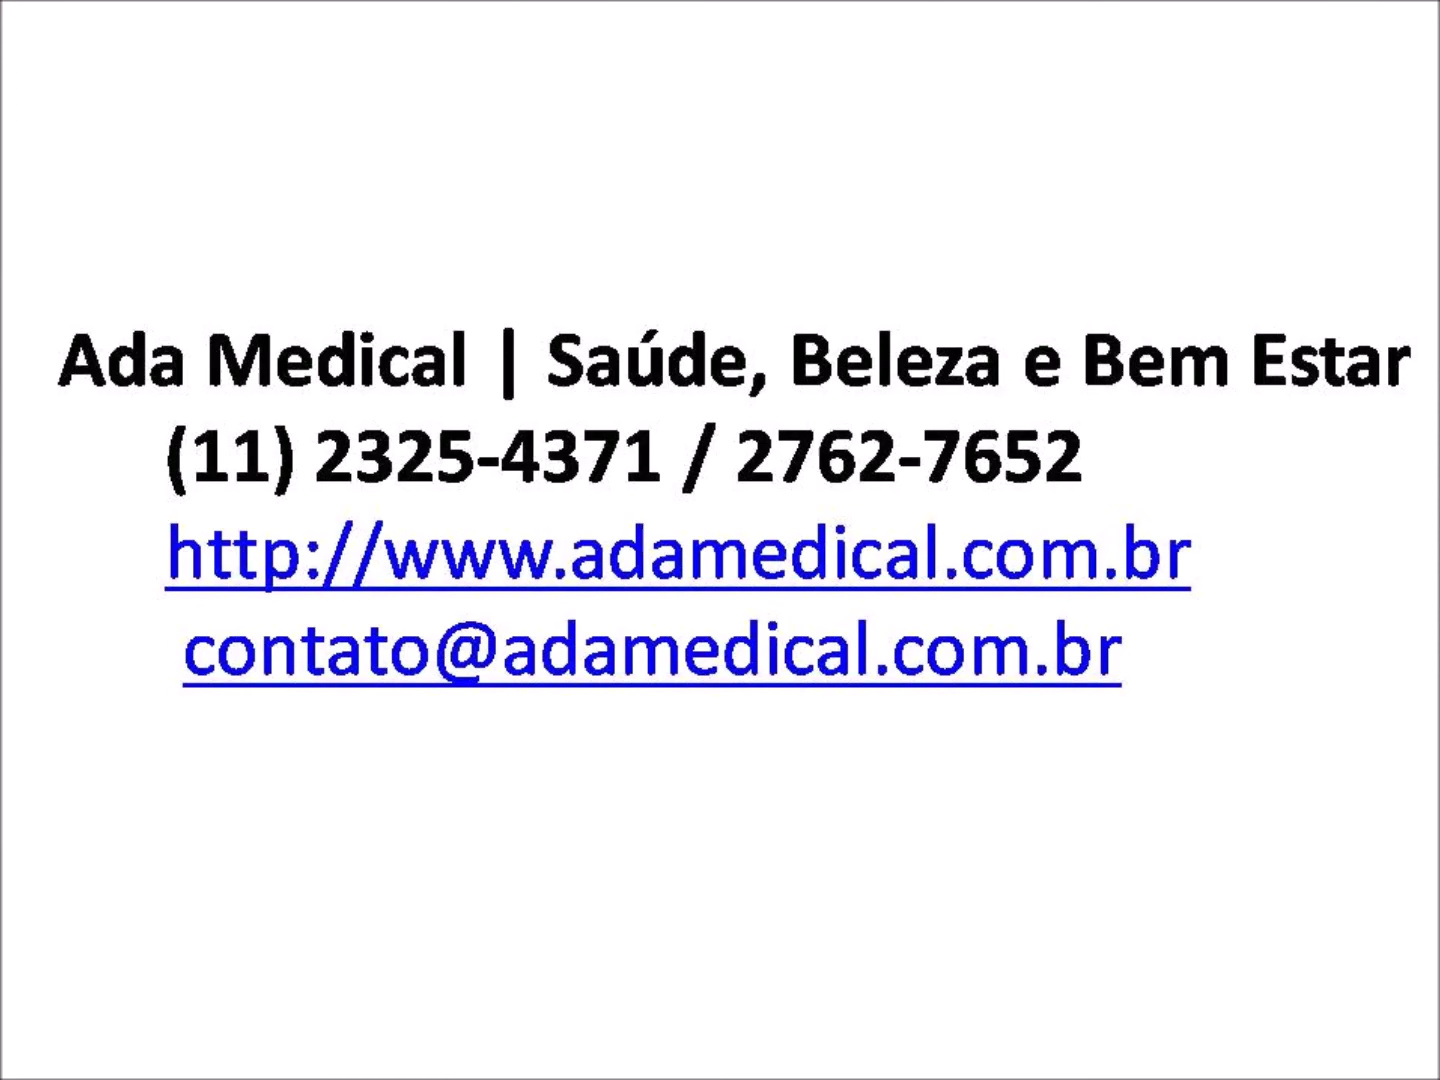 Ada Medical | Saúde, Beleza e Bem Estar
(11) 2325-4371 / 2762-7652
http://www.adamedical.com.br
contato@adamedical.com.br